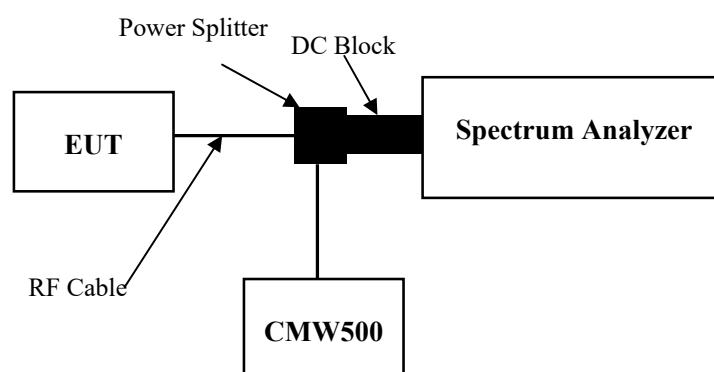 Power Splitter
DC Block
EUT
Spectrum Analyzer
RF Cable
CMW500